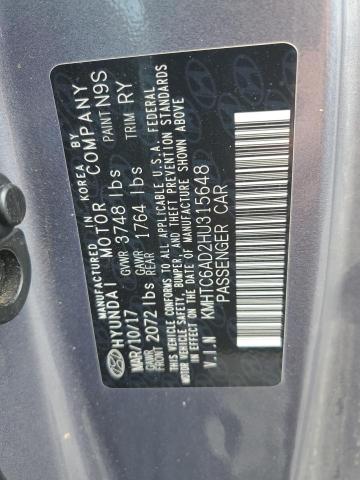 MANUFACTURED IN KOREA BY
HYUNDAI MOTOR COMPANY
MAR/10/17 GVWR 3748 lbs PAINT N9S
GAWR FRONT 2072 lbs GAWR REAR 1764 lbs TRIM RY
THIS VEHICLE CONFORMS TO ALL APPLICABLE U.S.A. FEDERAL
MOTOR VEHICLE SAFETY, BUMPER, AND THEFT PREVENTION STANDARDS
IN EFFECT ON THE DATE OF MANUFACTURE SHOWN ABOVE.
V.I.N KMHTC6AD2HU315648
PASSENGER CAR